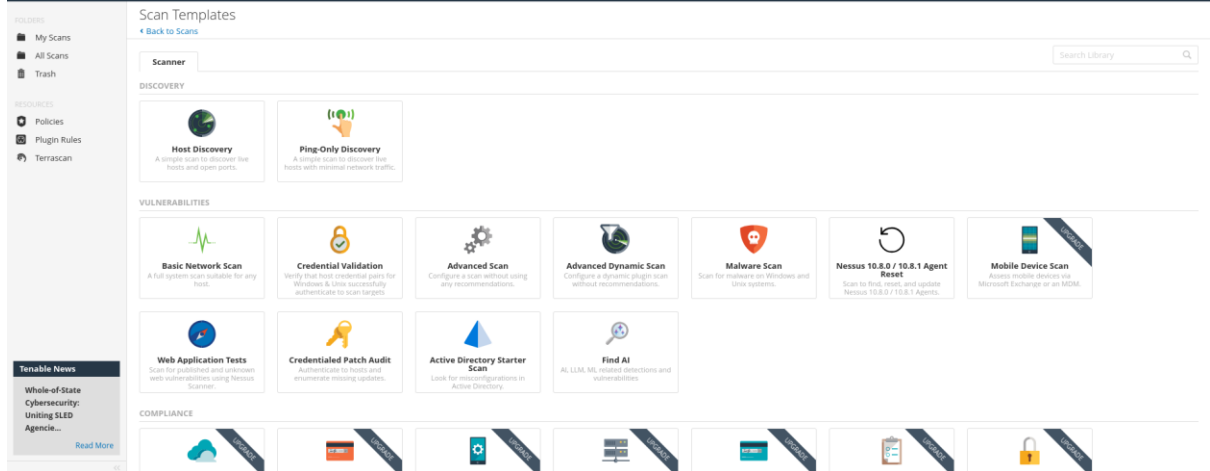 Scan Templates
Back to Scans
FOLDERS
My Scans
All Scans
Trash
RESOURCES
Policies
Plugin Rules
Terrascan
Tenable News
Whole-of-State
Cybersecurity:
Uniting SLED
Agencie...
Read More
Scanner
Search Library
DISCOVERY
Host Discovery
A simple scan to discover live
hosts and open ports.
Ping-Only Discovery
A simple scan to discover live
hosts with minimal network traffic.
VULNERABILITIES
Basic Network Scan
A full system scan suitable for any
host.
Credential Validation
Verify that host credential pairs for
Windows & Unix successfully
authenticate to scan targets
Advanced Scan
Configure a scan without using
any recommendations.
Advanced Dynamic Scan
Configure a dynamic plugin scan
without recommendations.
Malware Scan
Scan for malware on Windows and
Unix systems.
Nessus 10.8.0 / 10.8.1 Agent
Reset
Scan to find, reset, and update
Nessus 10.8.0 / 10.8.1 Agents.
UPGRADE
Mobile Device Scan
Assess mobile devices via
Microsoft Exchange or an MDM.
Web Application Tests
Scan for published and unknown
web vulnerabilities using Nessus
Scanner.
Credentialed Patch Audit
Authenticate to hosts and
enumerate missing updates.
Active Directory Starter
Scan
Look for misconfigurations in
Active Directory.
Find AI
AI, LLM, ML related detections and
vulnerabilities
COMPLIANCE
UPGRADE
UPGRADE
UPGRADE
UPGRADE
UPGRADE
UPGRADE
UPGRADE